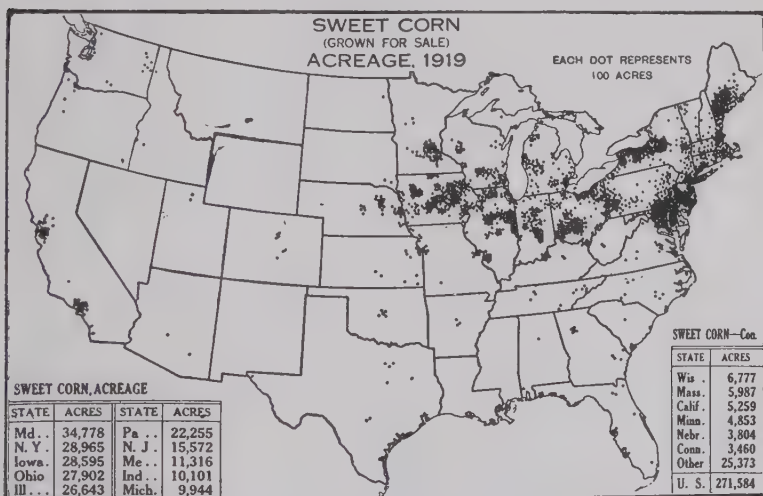 SWEET CORN
(GROWN FOR SALE)
ACREAGE, 1919
EACH DOT REPRESENTS
100 ACRES
SWEET CORN, ACREAGE
STATE ACRES STATE ACRES
Md.. 34,778 Pa.. 22,255
N. Y. 28,965 N. J. 15,572
Iowa. 28,595 Me... 11,316
Ohio 27,902 Ind.. 10,101
Ill... 26,643 Mich. 9,944
SWEET CORN—Con.
STATE ACRES
Wis. 6,777
Mass. 5,987
Calif. 5,259
Minn. 4,853
Nebr. 3,804
Conn. 3,460
Other 25,373
U. S. 271,584